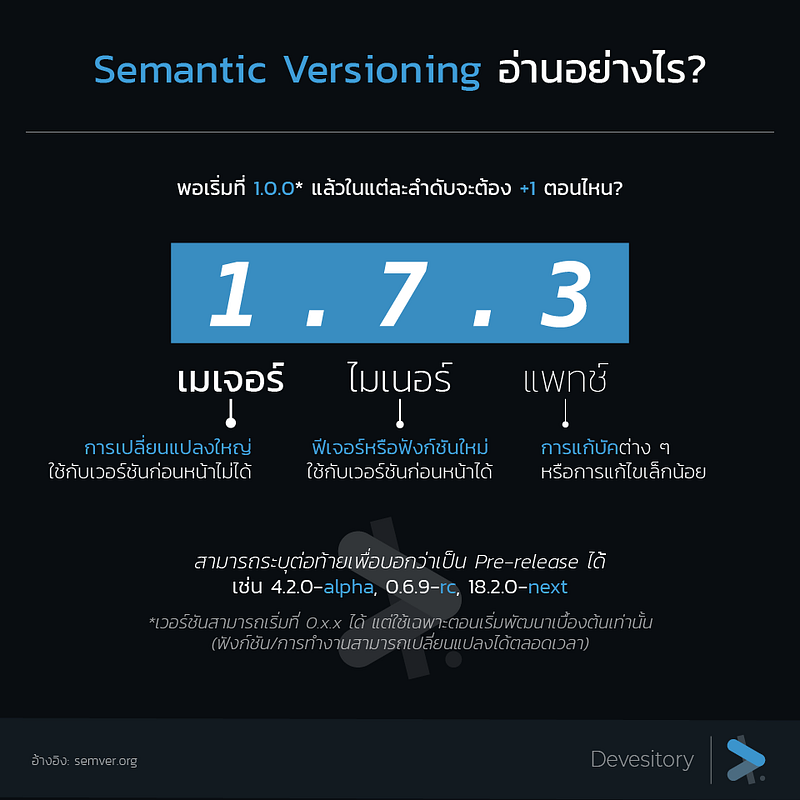 Semantic Versioning อ่านอย่างไร?
พอเริ่มที่ 1.0.0* แล้วในแต่ละลำดับจะต้อง +1 ตอนไหน?
1 . 7 . 3
เมเจอร์ ไมเนอร์ แพทช์
การเปลี่ยนแปลงใหญ่ ฟีเจอร์หรือฟังก์ชันใหม่ การแก้บัคต่าง ๆ
ใช้กับเวอร์ชันก่อนหน้าไม่ได้ ใช้กับเวอร์ชันก่อนหน้าได้ หรือการแก้ไขเล็กน้อย
สามารถระบุต่อท้ายเพื่อบอกว่าเป็น Pre-release ได้
เช่น 4.2.0-alpha, 0.6.9-rc, 18.2.0-next
*เวอร์ชันสามารถเริ่มที่ 0.x.x ได้ แต่ใช้เฉพาะตอนเริ่มพัฒนาเบื้องต้นเท่านั้น
(ฟังก์ชัน/การทำงานสามารถเปลี่ยนแปลงได้ตลอดเวลา)
อ้างอิง: semver.org
Devesitory